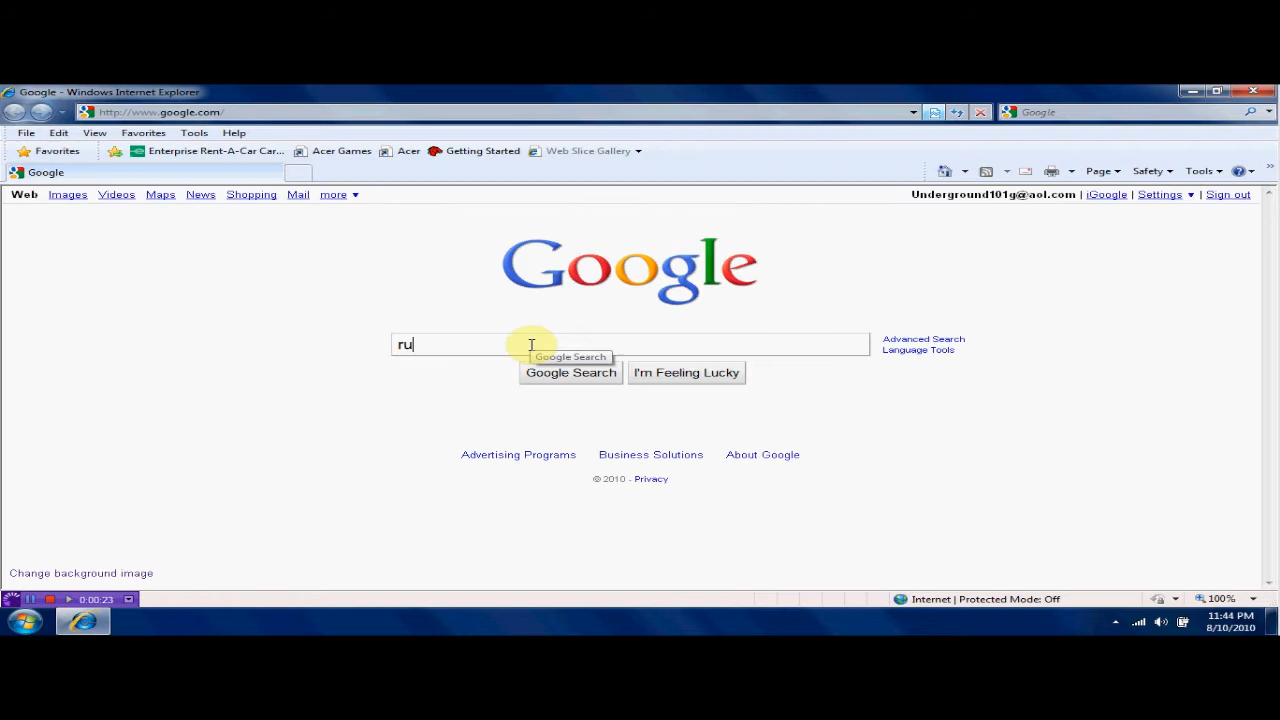 Google - Windows Internet Explorer
http://www.google.com/
Google
File Edit View Favorites Tools Help
Favorites Enterprise Rent-A-Car Car... Acer Games Acer Getting Started Web Slice Gallery
Google
Page Safety Tools
Web Images Videos Maps News Shopping Mail more
Underground101g@aol.com | iGoogle | Settings | Sign out
Google
ru
Advanced Search
Language Tools
Google Search
Google Search I'm Feeling Lucky
Advertising Programs Business Solutions About Google
© 2010 - Privacy
Change background image
0:00:23
Internet | Protected Mode: Off
100%
11:44 PM
8/10/2010